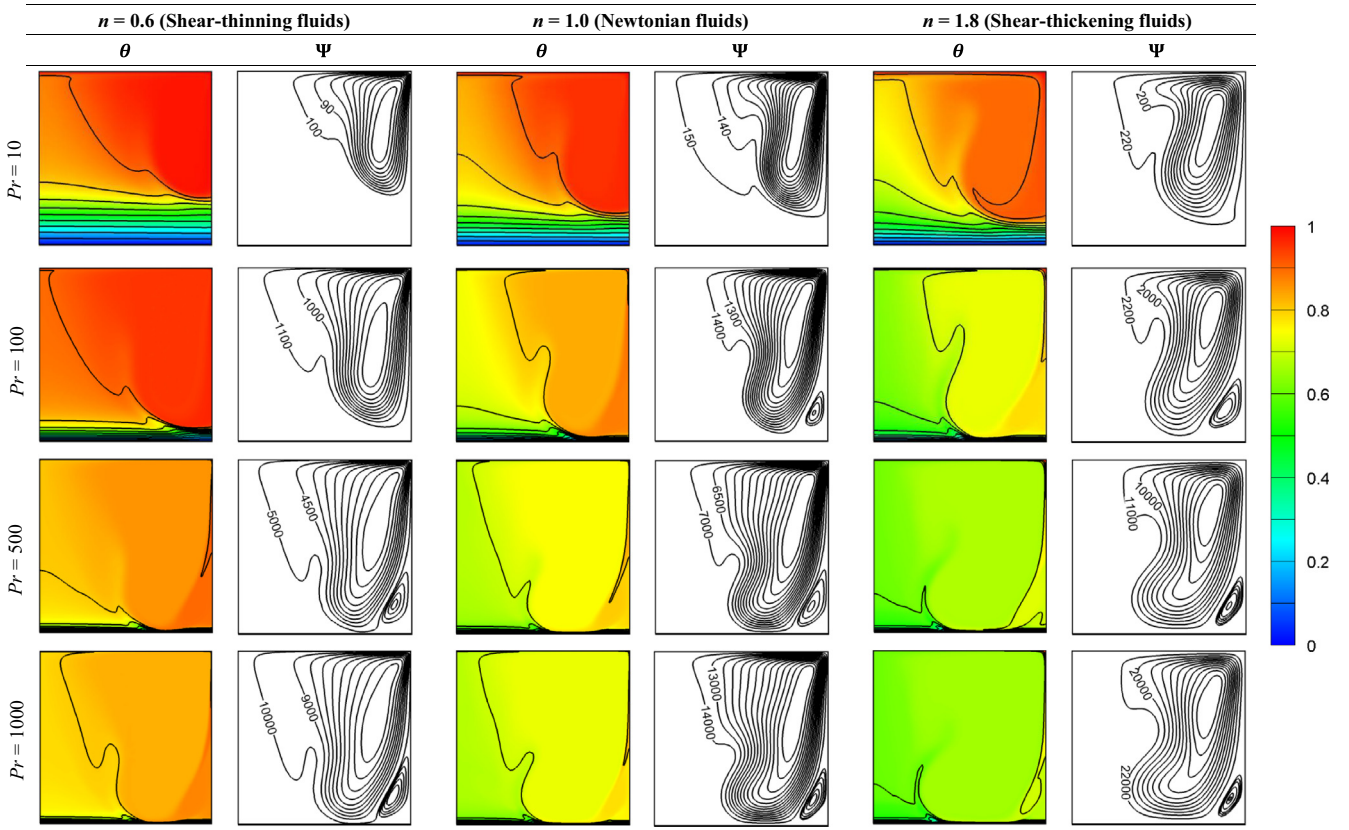 n = 0.6 (Shear-thinning fluids) n = 1.0 (Newtonian fluids) n = 1.8 (Shear-thickening fluids)
θ Ψ θ Ψ θ Ψ
Pr = 10
90 100 150 140 200 220
Pr = 100
1100 1000 1400 1300 2200 2000
Pr = 500
5000 4500 7000 6500 11000 10000
Pr = 1000
10000 9000 14000 13000 20000 22000
1
0.8
0.6
0.4
0.2
0